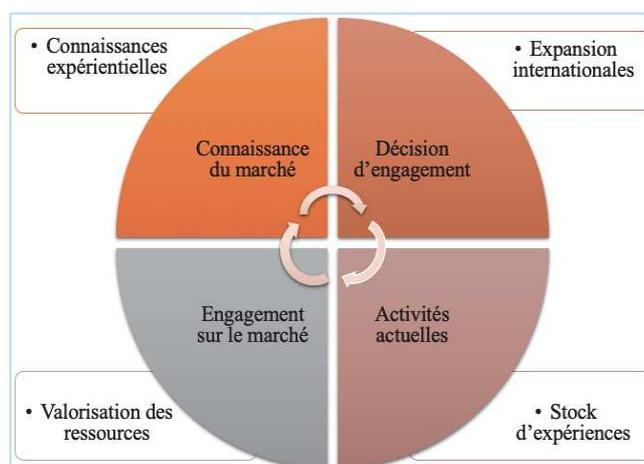 • Connaissances
expérientielles
• Expansion
internationales
Connaissance
du marché
Décision
d’engagement
Engagement
sur le marché
Activités
actuelles
• Valorisation des
ressources
• Stock
d’expériences